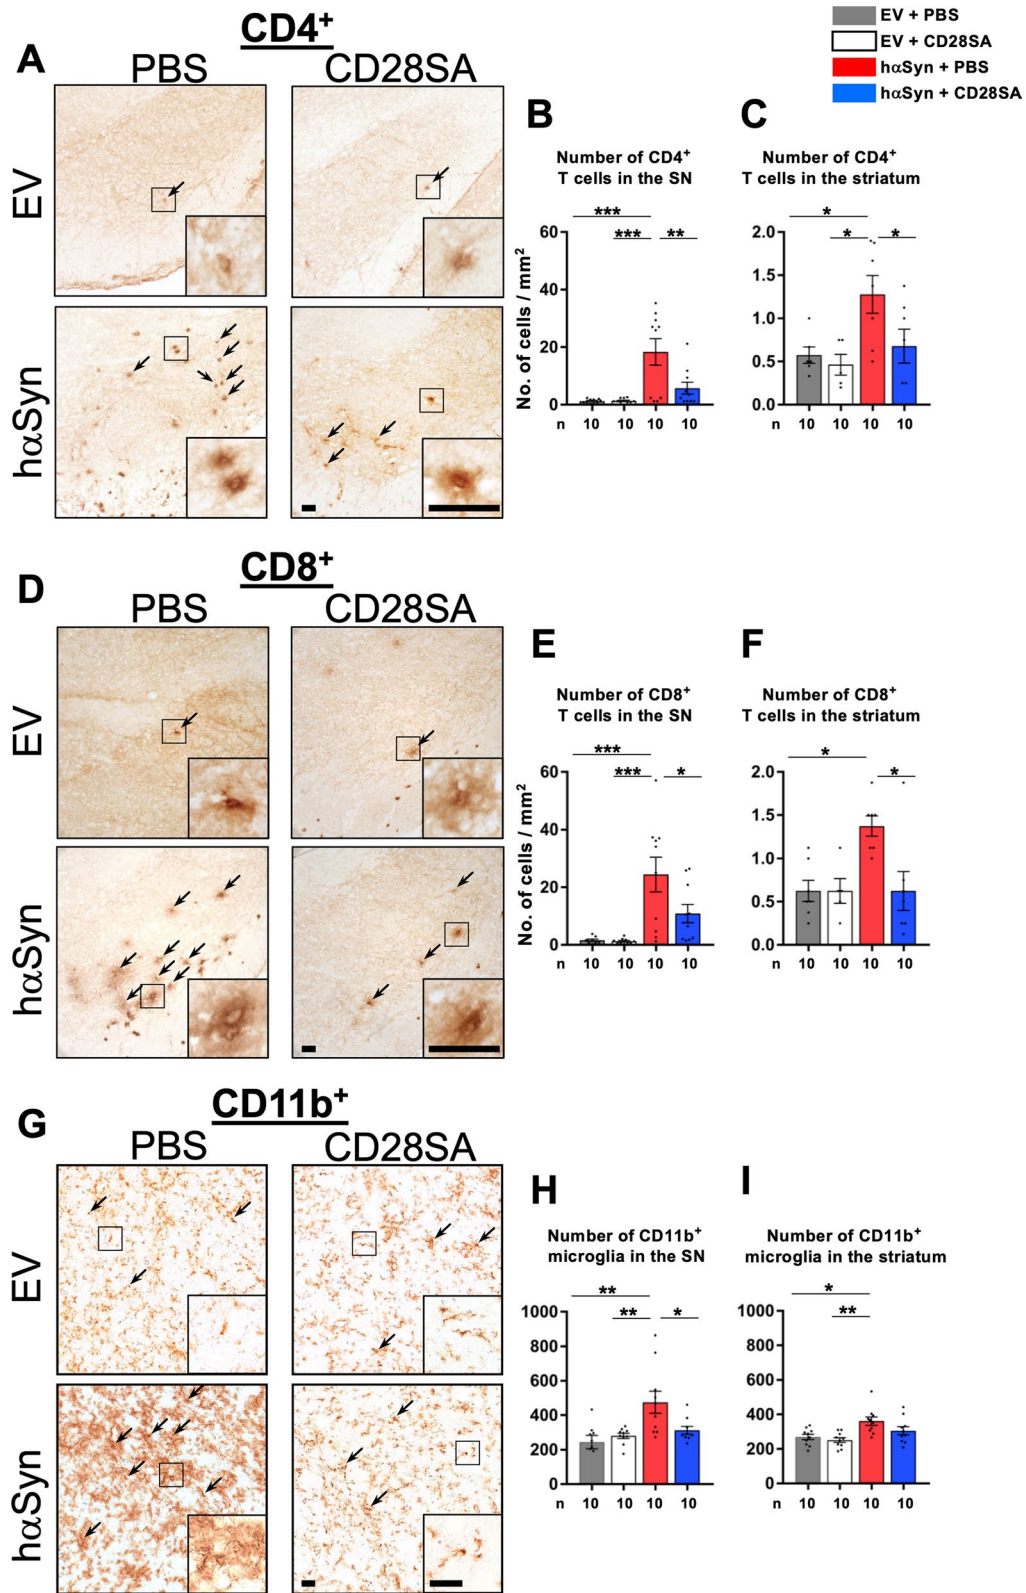 EV + PBS
EV + CD28SA
hαSyn + PBS
hαSyn + CD28SA
A
CD4+
PBS
CD28SA
EV
hαSyn
B
Number of CD4+
T cells in the SN
***
*** **
No. of cells / mm2
60
40
20
0
n 10 10 10 10
C
Number of CD4+
T cells in the striatum
*
* *
2.0
1.5
1.0
0.5
0.0
10 10 10 10
D
CD8+
PBS
CD28SA
EV
hαSyn
E
Number of CD8+
T cells in the SN
***
*** *
No. of cells / mm2
60
40
20
0
n 10 10 10 10
F
Number of CD8+
T cells in the striatum
*
*
2.0
1.5
1.0
0.5
0.0
n 10 10 10 10
G
CD11b+
PBS
CD28SA
EV
hαSyn
H
Number of CD11b+
microglia in the SN
**
** *
1000
800
600
400
200
0
n 10 10 10 10
I
Number of CD11b+
microglia in the striatum
*
**
1000
800
600
400
200
0
n 10 10 10 10